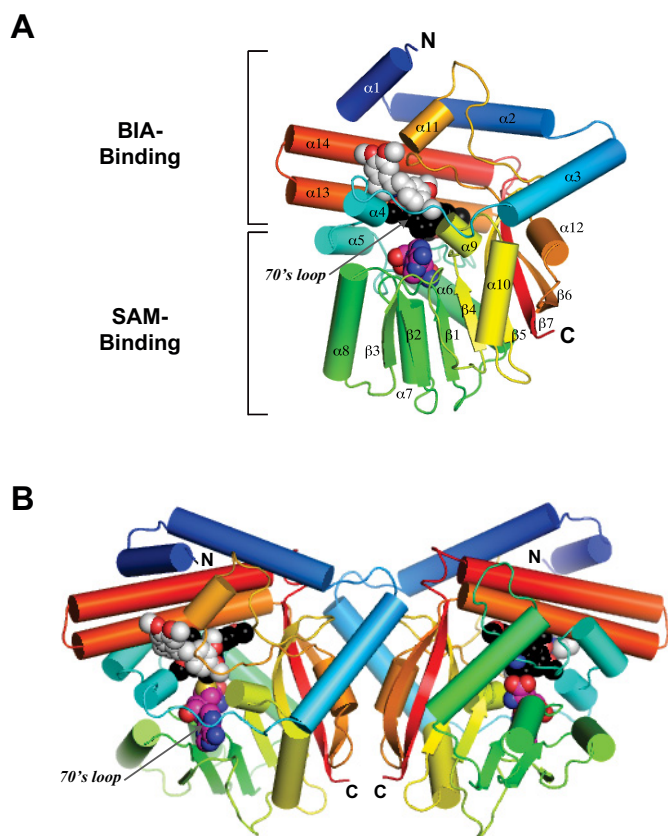 A
N
α1
α11
α2
BIA-
Binding
α14
α3
α13
α4
α12
α5
α9
70's loop
α6
α10
β6
β4
SAM-
Binding
α8
β3
β2
β1
β5
β7
C
α7
B
N
N
70's loop
C
C